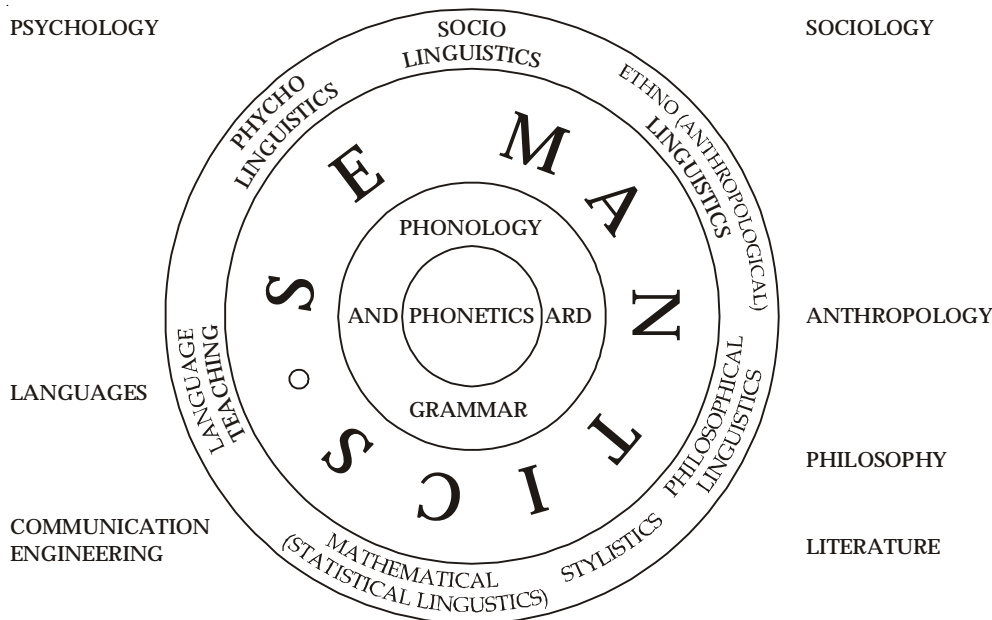 PSYCHOLOGY
SOCIO
LINGUISTICS
SOCIOLOGY
PHYCHO
LINGUISTICS
ETHNO (ANTHROPOLOGICAL)
LINGUISTICS
SEMANTICS
PHONOLOGY
AND PHONETICS ARD
GRAMMAR
ANTHROPOLOGY
LANGUAGE
TEACHING
LANGUAGES
PHILOSOPHICAL
LINGUISTICS
PHILOSOPHY
COMMUNICATION
ENGINEERING
MATHEMATICAL
(STATISTICAL LINGUSTICS)
STYLISTICS
LITERATURE